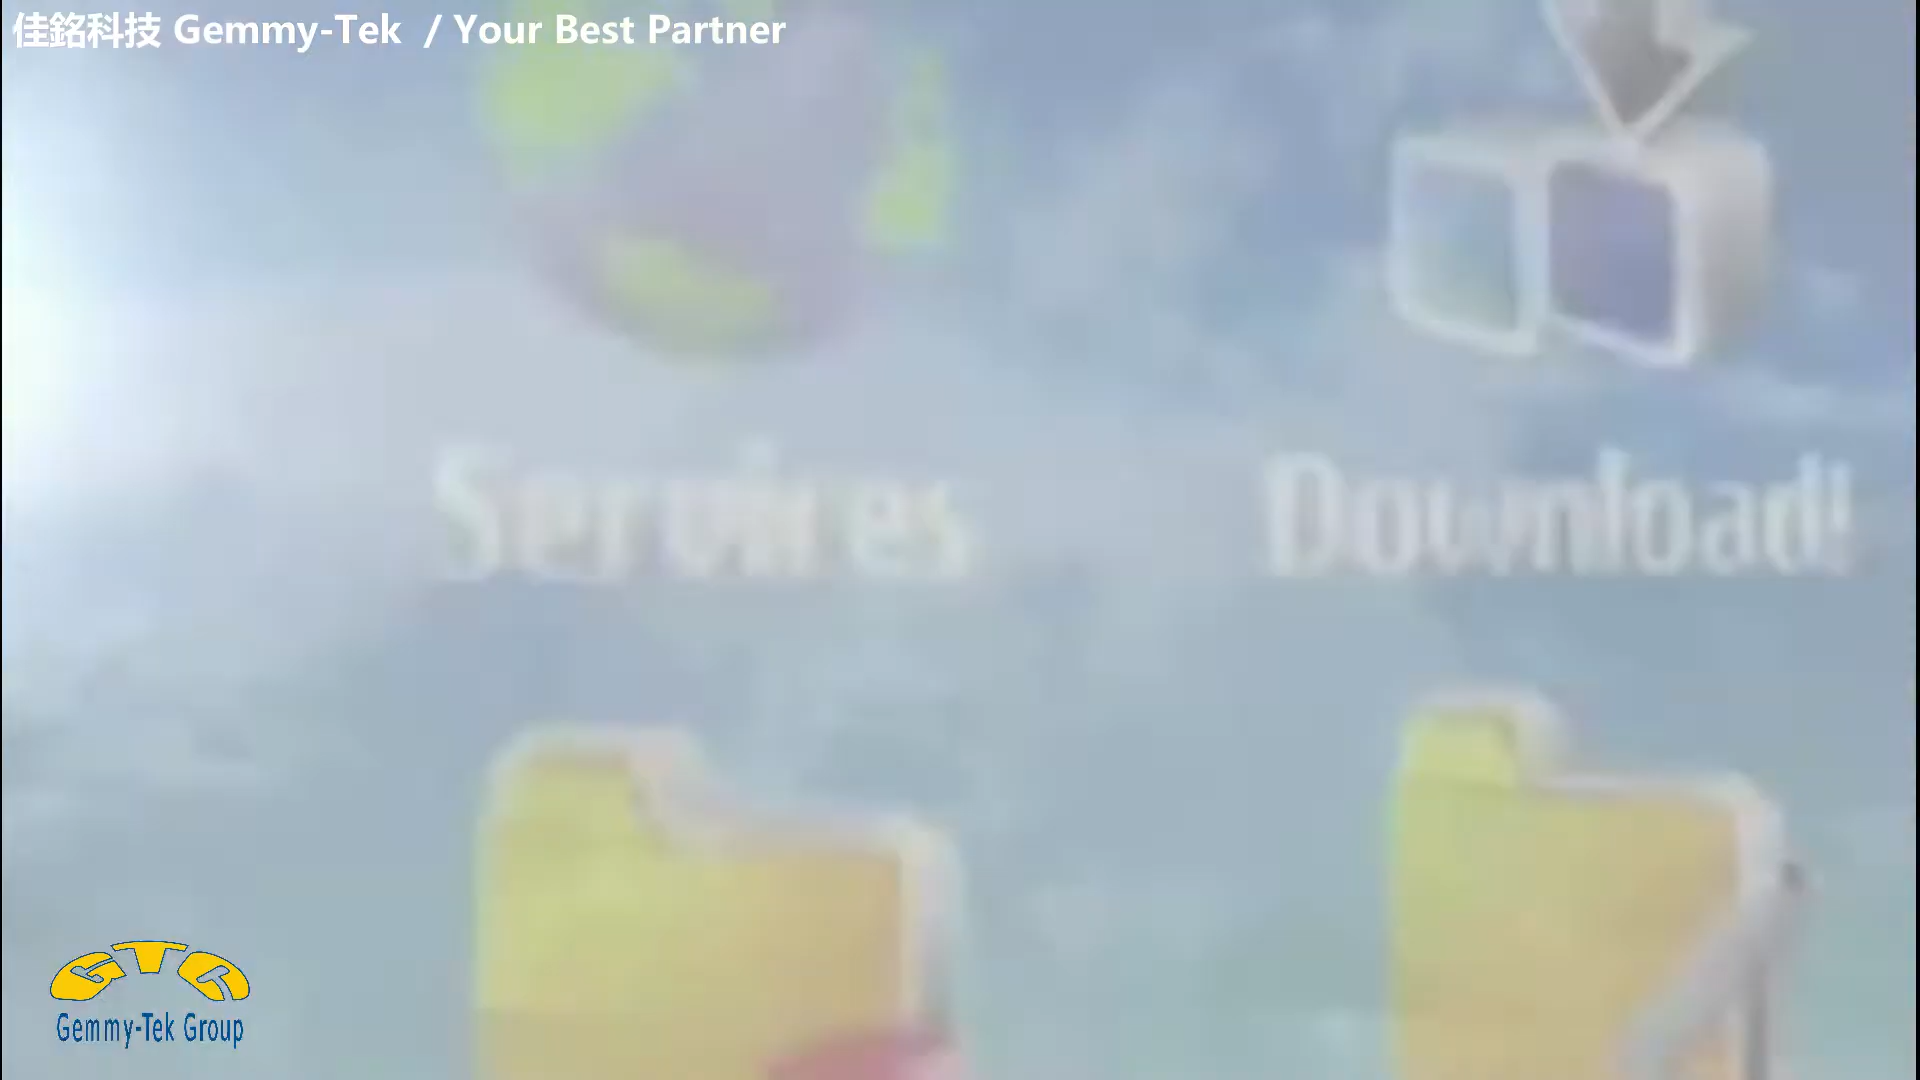 佳銘科技 Gemmy-Tek / Your Best Partner
Services
Download!
GTG
Gemmy-Tek Group